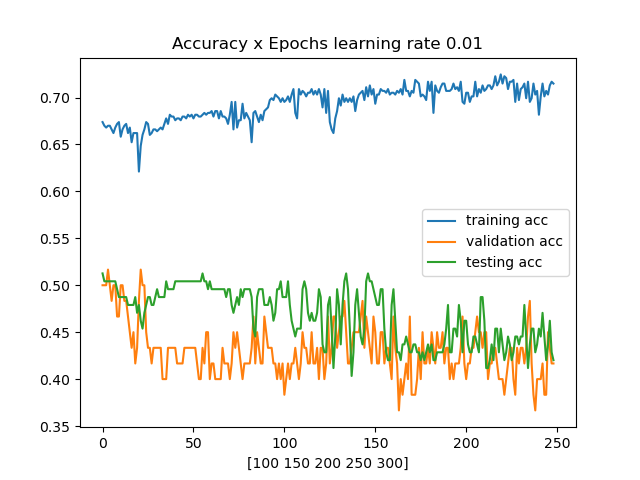 Accuracy x Epochs learning rate 0.01
0.70
0.65
0.60
0.55
0.50
0.45
0.40
0.35
training acc
validation acc
testing acc
0 50 100 150 200 250
[100 150 200 250 300]